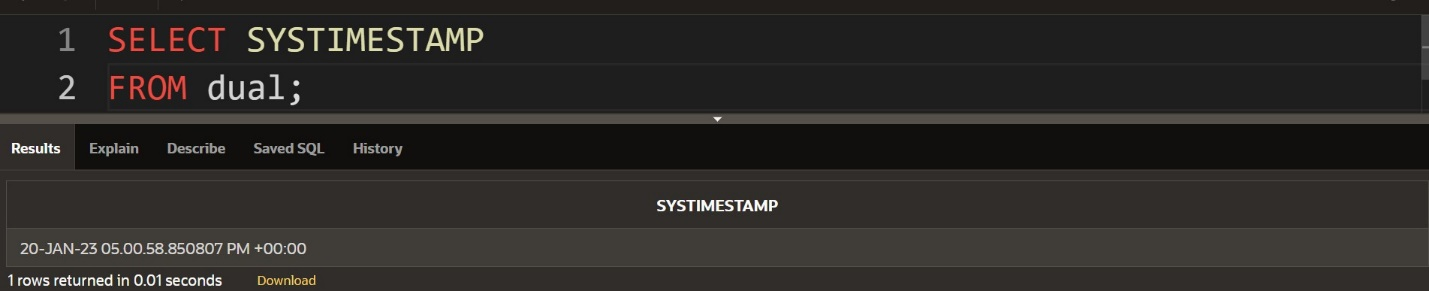 1 SELECT SYSTIMESTAMP
2 FROM dual;
Results Explain Describe Saved SQL History
SYSTIMESTAMP
20-JAN-23 05.00.58.850807 PM +00:00
1 rows returned in 0.01 seconds Download